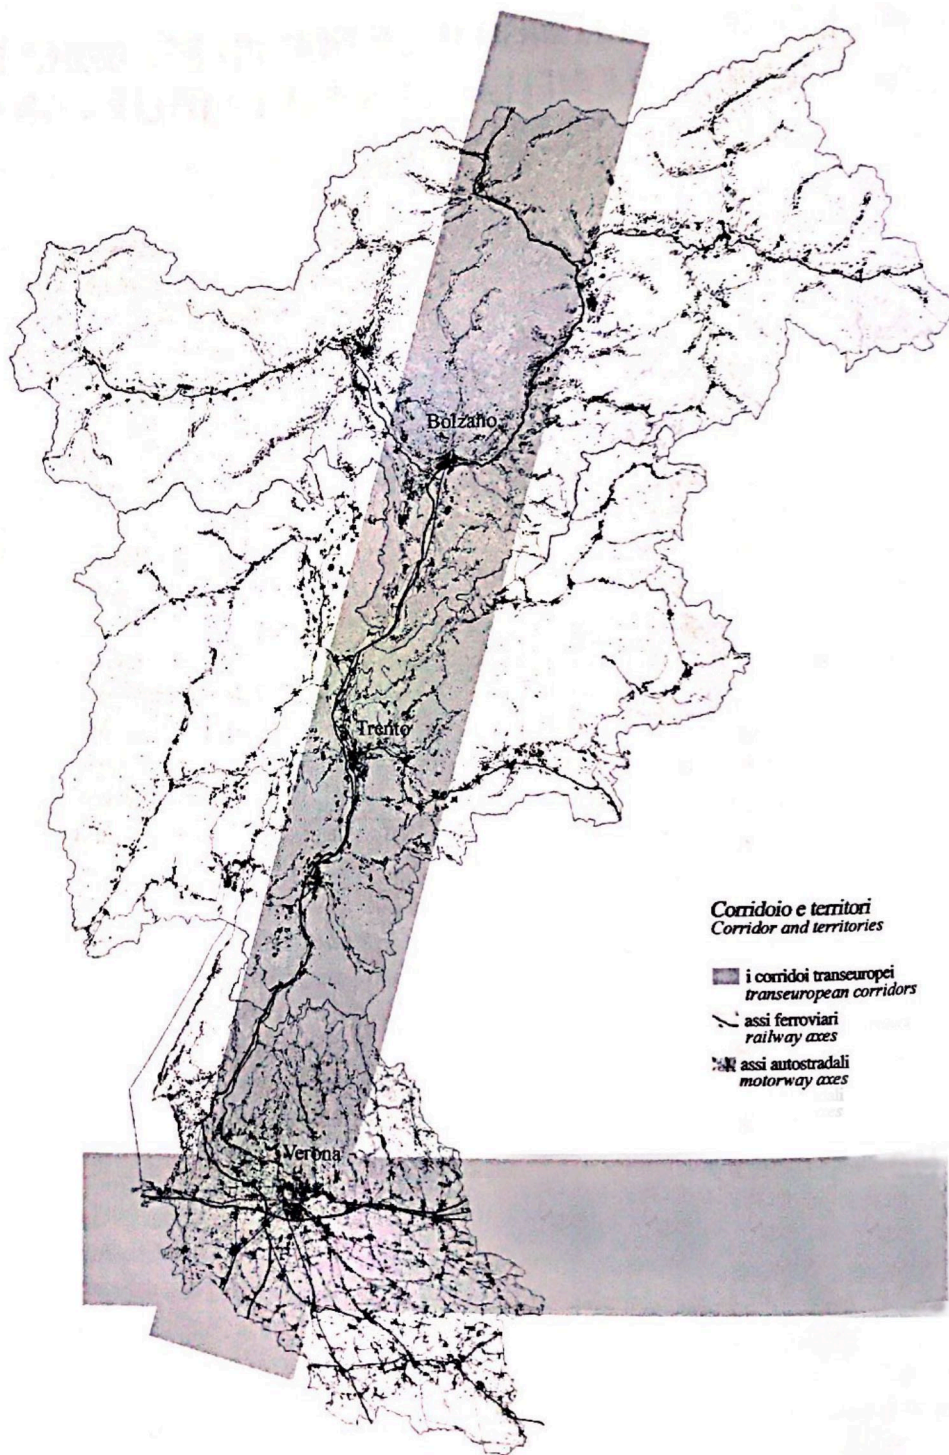 Bolzano
Trento
Corridoio e territori
Corridor and territories
i corridoi transeuropei
transeuropean corridors
assi ferroviari
railway axes
assi autostradali
motorway axes
Verona